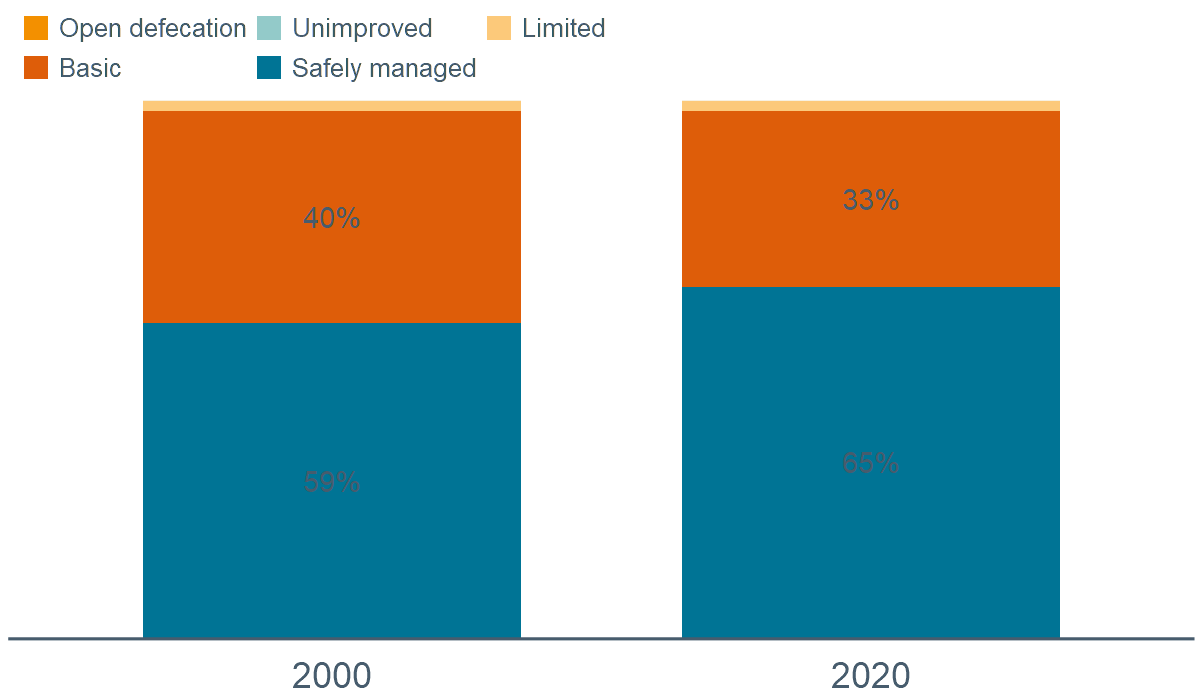 Open defecation Unimproved Limited
Basic Safely managed
40% 33%
59% 65%
2000 2020